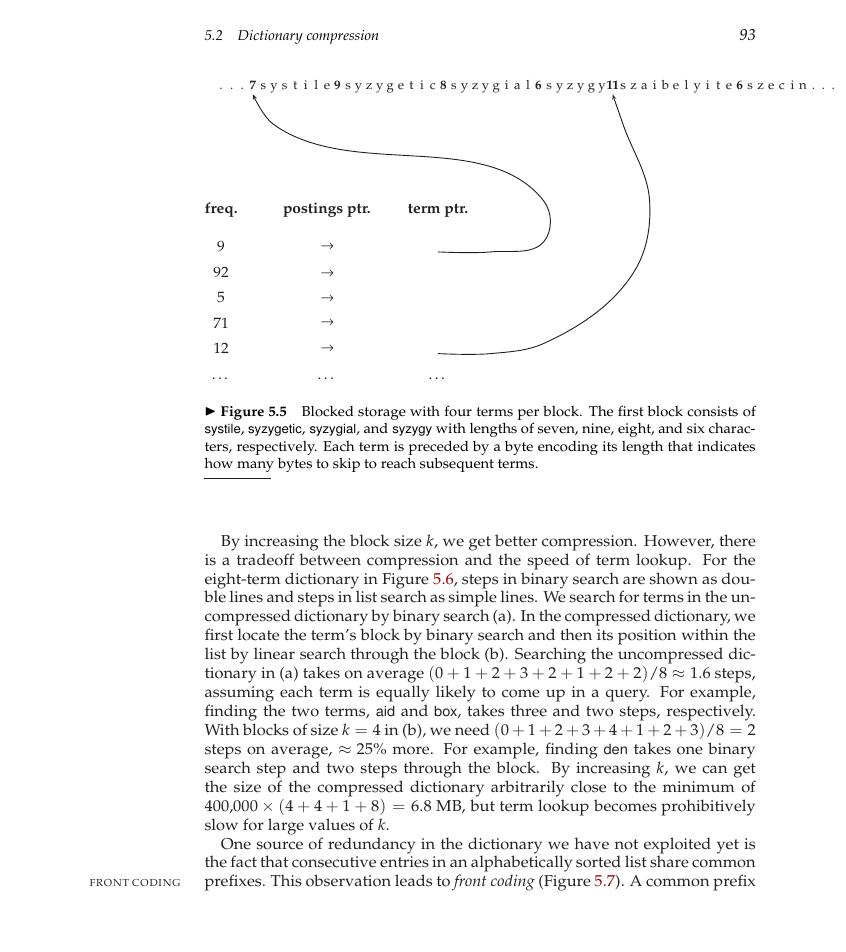 5.2 Dictionary compression 93
. . . 7 s y s t i l e 9 s y z y g e t i c 8 s y z y g i a l 6 s y z y g y 11 s z a i b e l y i t e 6 s z e c i n . . .
freq. postings ptr. term ptr.
9 →
92 →
5 →
71 →
12 →
... ... ...
▶ Figure 5.5 Blocked storage with four terms per block. The first block consists of
systile, syzygetic, syzygial, and syzygy with lengths of seven, nine, eight, and six charac-
ters, respectively. Each term is preceded by a byte encoding its length that indicates
how many bytes to skip to reach subsequent terms.
By increasing the block size k, we get better compression. However, there
is a tradeoff between compression and the speed of term lookup. For the
eight-term dictionary in Figure 5.6, steps in binary search are shown as dou-
ble lines and steps in list search as simple lines. We search for terms in the un-
compressed dictionary by binary search (a). In the compressed dictionary, we
first locate the term's block by binary search and then its position within the
list by linear search through the block (b). Searching the uncompressed dic-
tionary in (a) takes on average (0 + 1 + 2 + 3 + 2 + 1 + 2 + 2)/8 ≈ 1.6 steps,
assuming each term is equally likely to come up in a query. For example,
finding the two terms, aid and box, takes three and two steps, respectively.
With blocks of size k = 4 in (b), we need (0 + 1 + 2 + 3 + 4 + 1 + 2 + 3)/8 = 2
steps on average, ≈ 25% more. For example, finding den takes one binary
search step and two steps through the block. By increasing k, we can get
the size of the compressed dictionary arbitrarily close to the minimum of
400,000 × (4 + 4 + 1 + 8) = 6.8 MB, but term lookup becomes prohibitively
slow for large values of k.
One source of redundancy in the dictionary we have not exploited yet is
the fact that consecutive entries in an alphabetically sorted list share common
FRONT CODING prefixes. This observation leads to front coding (Figure 5.7). A common prefix